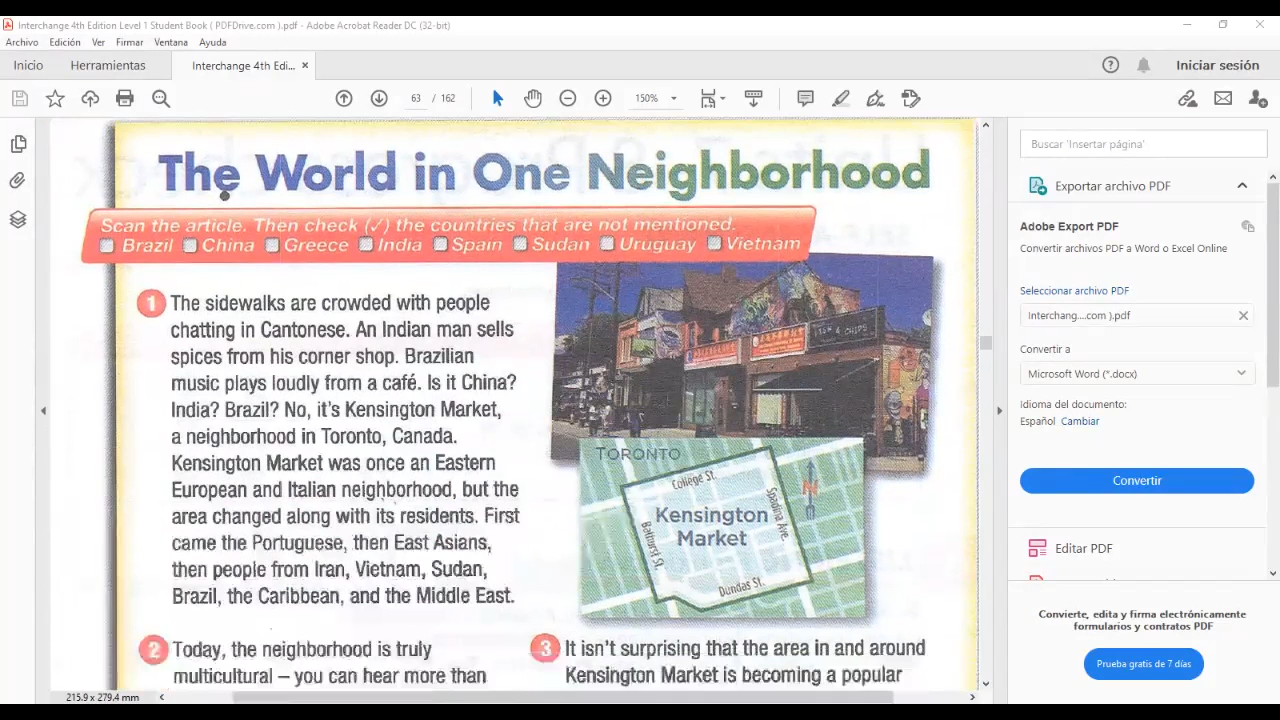 Interchange 4th Edition Level 1 Student Book ( PDFDrive.com ).pdf - Adobe Acrobat Reader DC (32-bit)
Archivo Edición Ver Firmar Ventana Ayuda
Inicio Herramientas Interchange 4th Edi... Iniciar sesión
63 / 162 150%
The World in One Neighborhood
Scan the article. Then check (✓) the countries that are not mentioned.
Brazil China Greece India Spain Sudan Uruguay Vietnam
1 The sidewalks are crowded with people
chatting in Cantonese. An Indian man sells
spices from his corner shop. Brazilian
music plays loudly from a café. Is it China?
India? Brazil? No, it's Kensington Market,
a neighborhood in Toronto, Canada.
Kensington Market was once an Eastern
European and Italian neighborhood, but the
area changed along with its residents. First
came the Portuguese, then East Asians,
then people from Iran, Vietnam, Sudan,
Brazil, the Caribbean, and the Middle East.
FISH & CHIPS
TORONTO
College St.
Spadina Ave.
N
Kensington
Market
Bathurst St.
Dundas St.
2 Today, the neighborhood is truly
multicultural – you can hear more than
3 It isn't surprising that the area in and around
Kensington Market is becoming a popular
215.9 x 279.4 mm
Buscar 'Insertar página'
Exportar archivo PDF
Adobe Export PDF
Convertir archivos PDF a Word o Excel Online
Seleccionar archivo PDF
Interchang....com ).pdf
Convertir a
Microsoft Word (*.docx)
Idioma del documento:
Español Cambiar
Convertir
Editar PDF
Convierte, edita y firma electrónicamente
formularios y contratos PDF
Prueba gratis de 7 días